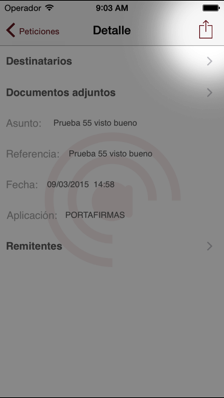 Operador 9:03 AM
Peticiones Detalle
Destinatarios
Documentos adjuntos
Asunto: Prueba 55 visto bueno
Referencia: Prueba 55 visto bueno
Fecha: 09/03/2015 14:58
Aplicación: PORTAFIRMAS
Remitentes